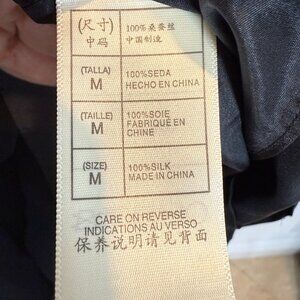 (尺寸) 100%桑蚕丝
中码 中国制造
(TALLA) 100%SEDA
M HECHO EN CHINA
(TAILLE) 100%SOIE
M FABRIQUÉ EN
CHINE
(SIZE) 100%SILK
M MADE IN CHINA
CARE ON REVERSE
INDICATIONS AU VERSO
保养说明请见背面